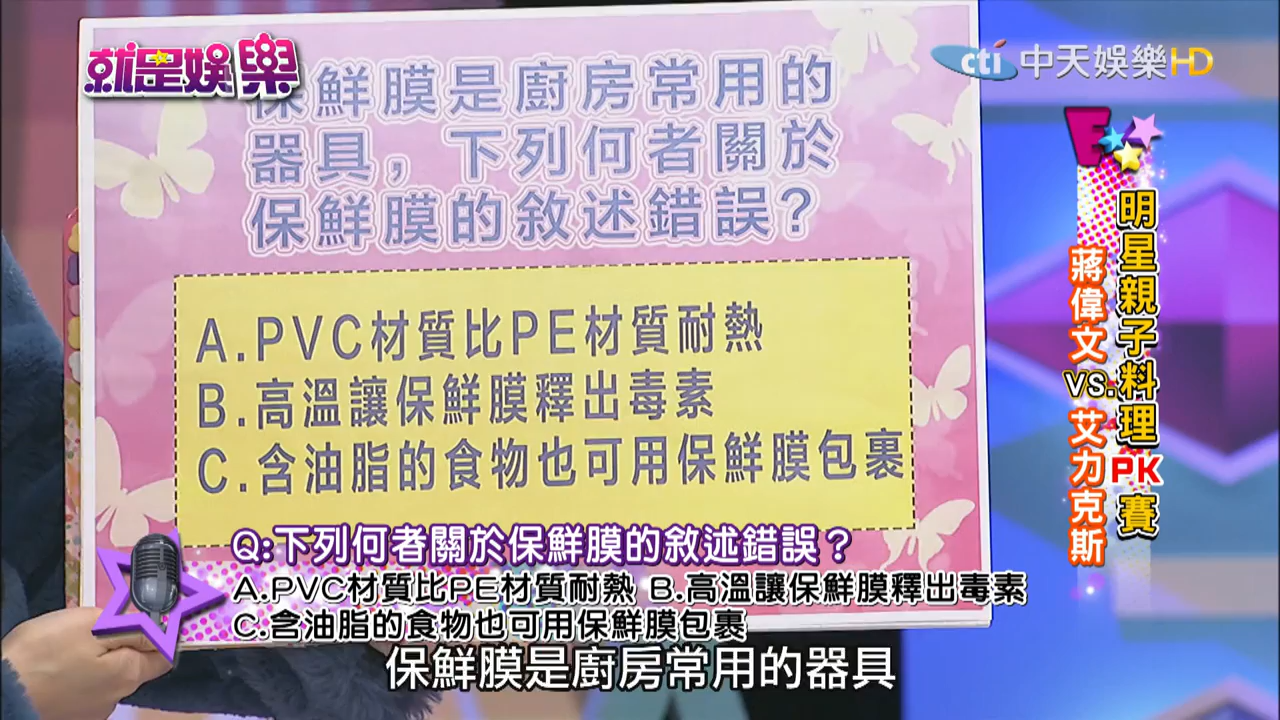 就是娛樂
cti 中天娛樂HD
保鮮膜是廚房常用的
器具，下列何者關於
保鮮膜的敘述錯誤?
A.PVC材質比PE材質耐熱
B.高溫讓保鮮膜釋出毒素
C.含油脂的食物也可用保鮮膜包裹
E
明星親子料理PK賽
蔣偉文VS.艾力克斯
Q:下列何者關於保鮮膜的敘述錯誤？
A.PVC材質比PE材質耐熱 B.高溫讓保鮮膜釋出毒素
C.含油脂的食物也可用保鮮膜包裹
保鮮膜是廚房常用的器具